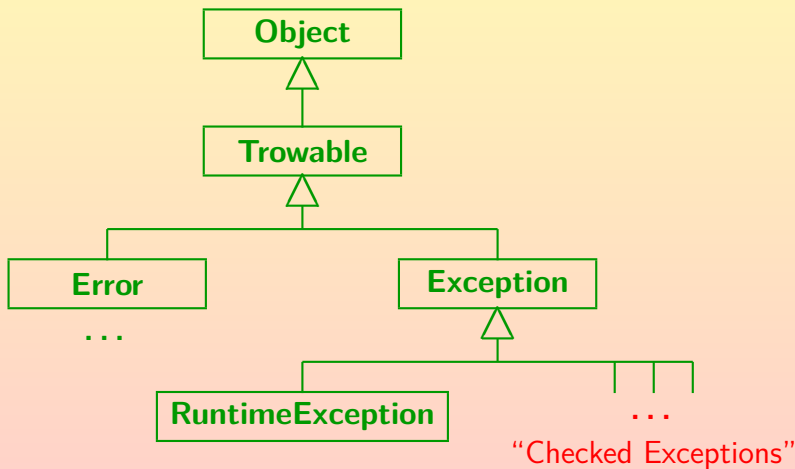 Object
Trowable
Error
Exception
...
RuntimeException
...
“Checked Exceptions”